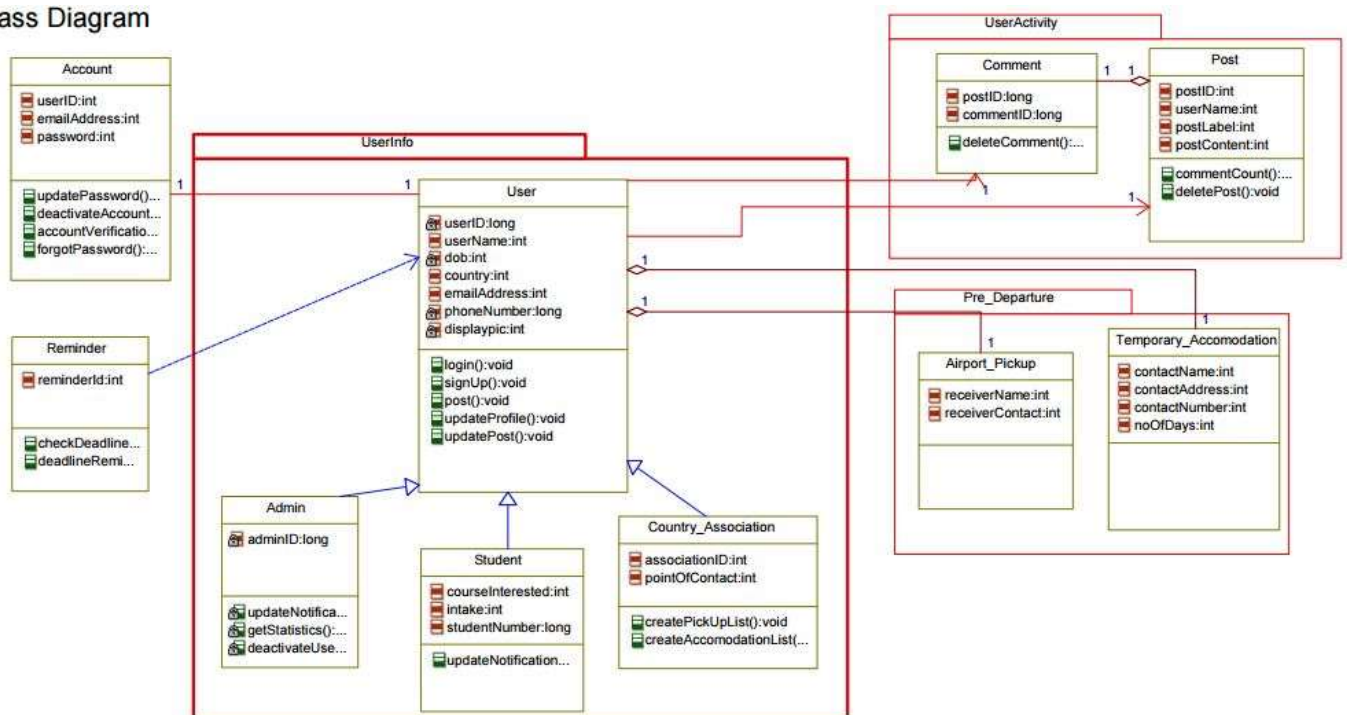 ass Diagram
Account
userID:int
emailAddress:int
password:int
updatePassword()...
deactivateAccount...
accountVerificatio...
forgotPassword():...
1
1
Reminder
reminderId:int
checkDeadline...
deadlineRemi...
UserInfo
User
userID:long
userName:int
dob:int
country:int
emailAddress:int
phoneNumber:long
displaypic:int
login():void
signUp():void
post():void
updateProfile():void
updatePost():void
Admin
adminID:long
updateNotifica...
getStatistics():...
deactivateUse...
Student
courseInterested:int
intake:int
studentNumber:long
updateNotification...
Country_Association
associationID:int
pointOfContact:int
createPickUpList():void
createAccomodationList(...
UserActivity
Comment
postID:long
commentID:long
deleteComment():...
1
1
Post
postID:int
userName:int
postLabel:int
postContent:int
commentCount():...
deletePost():void
1
1
1
1
Pre_Departure
1
Airport_Pickup
receiverName:int
receiverContact:int
1
Temporary_Accomodation
contactName:int
contactAddress:int
contactNumber:int
noOfDays:int